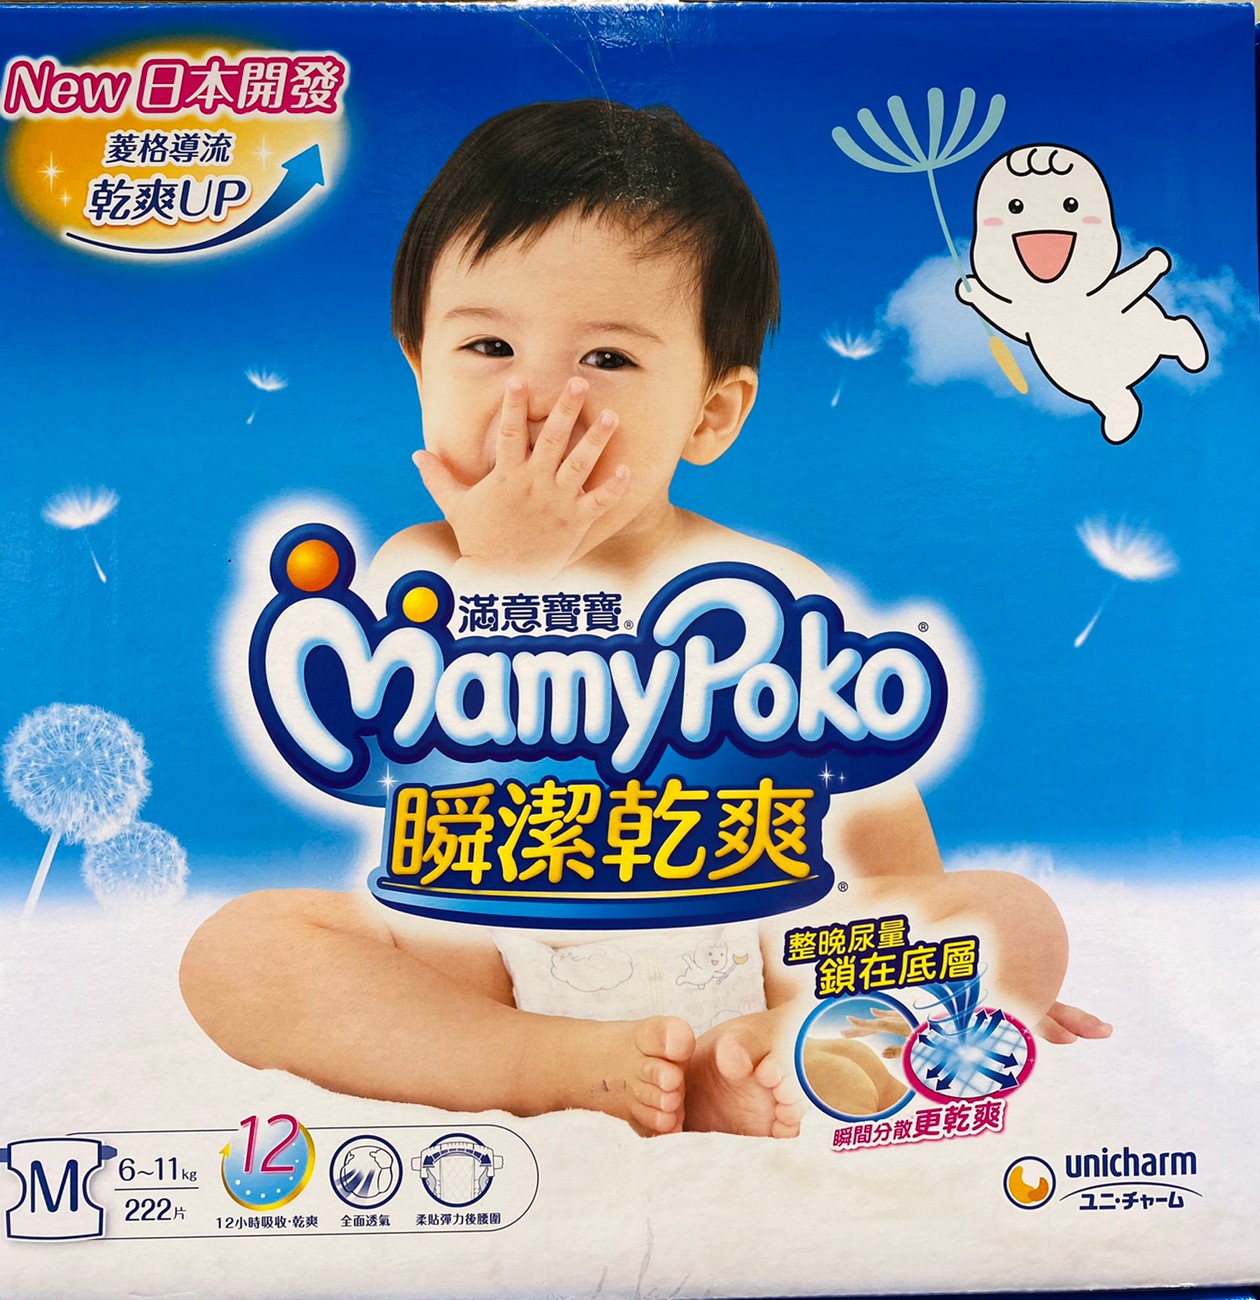 New 日本開發
菱格導流
乾爽UP
滿意寶寶®
MamyPoko®
瞬潔乾爽®
整晚尿量
鎖在底層
瞬間分散更乾爽
M
6~11kg
222片
12
12小時吸收·乾爽
全面透氣
柔貼彈力後腰圍
unicharm
ユニ・チャーム